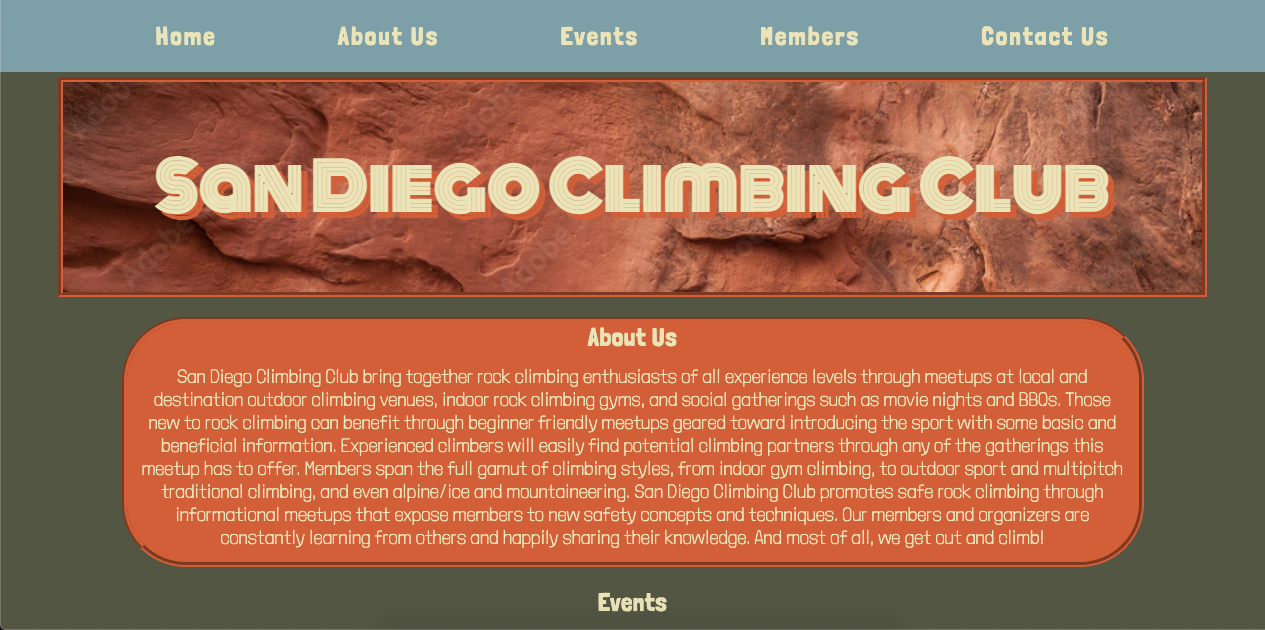 Home About Us Events Members Contact Us
San Diego Climbing Club
About Us
San Diego Climbing Club bring together rock climbing enthusiasts of all experience levels through meetups at local and
destination outdoor climbing venues, indoor rock climbing gyms, and social gatherings such as movie nights and BBQs. Those
new to rock climbing can benefit through beginner friendly meetups geared toward introducing the sport with some basic and
beneficial information. Experienced climbers will easily find potential climbing partners through any of the gatherings this
meetup has to offer. Members span the full gamut of climbing styles, from indoor gym climbing, to outdoor sport and multipitch
traditional climbing, and even alpine/ice and mountaineering. San Diego Climbing Club promotes safe rock climbing through
informational meetups that expose members to new safety concepts and techniques. Our members and organizers are
constantly learning from others and happily sharing their knowledge. And most of all, we get out and climb!
Events